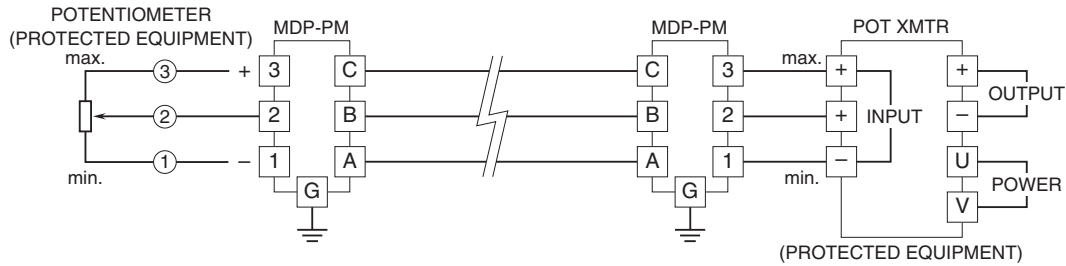 POTENTIOMETER
(PROTECTED EQUIPMENT)
MDP-PM
MDP-PM
POT XMTR
max. 3 + 3 C C 3 max. + +
OUTPUT
2 2 B B 2 + INPUT −
1 − 1 A A 1 − U
min. min.
POWER
G G V
(PROTECTED EQUIPMENT)